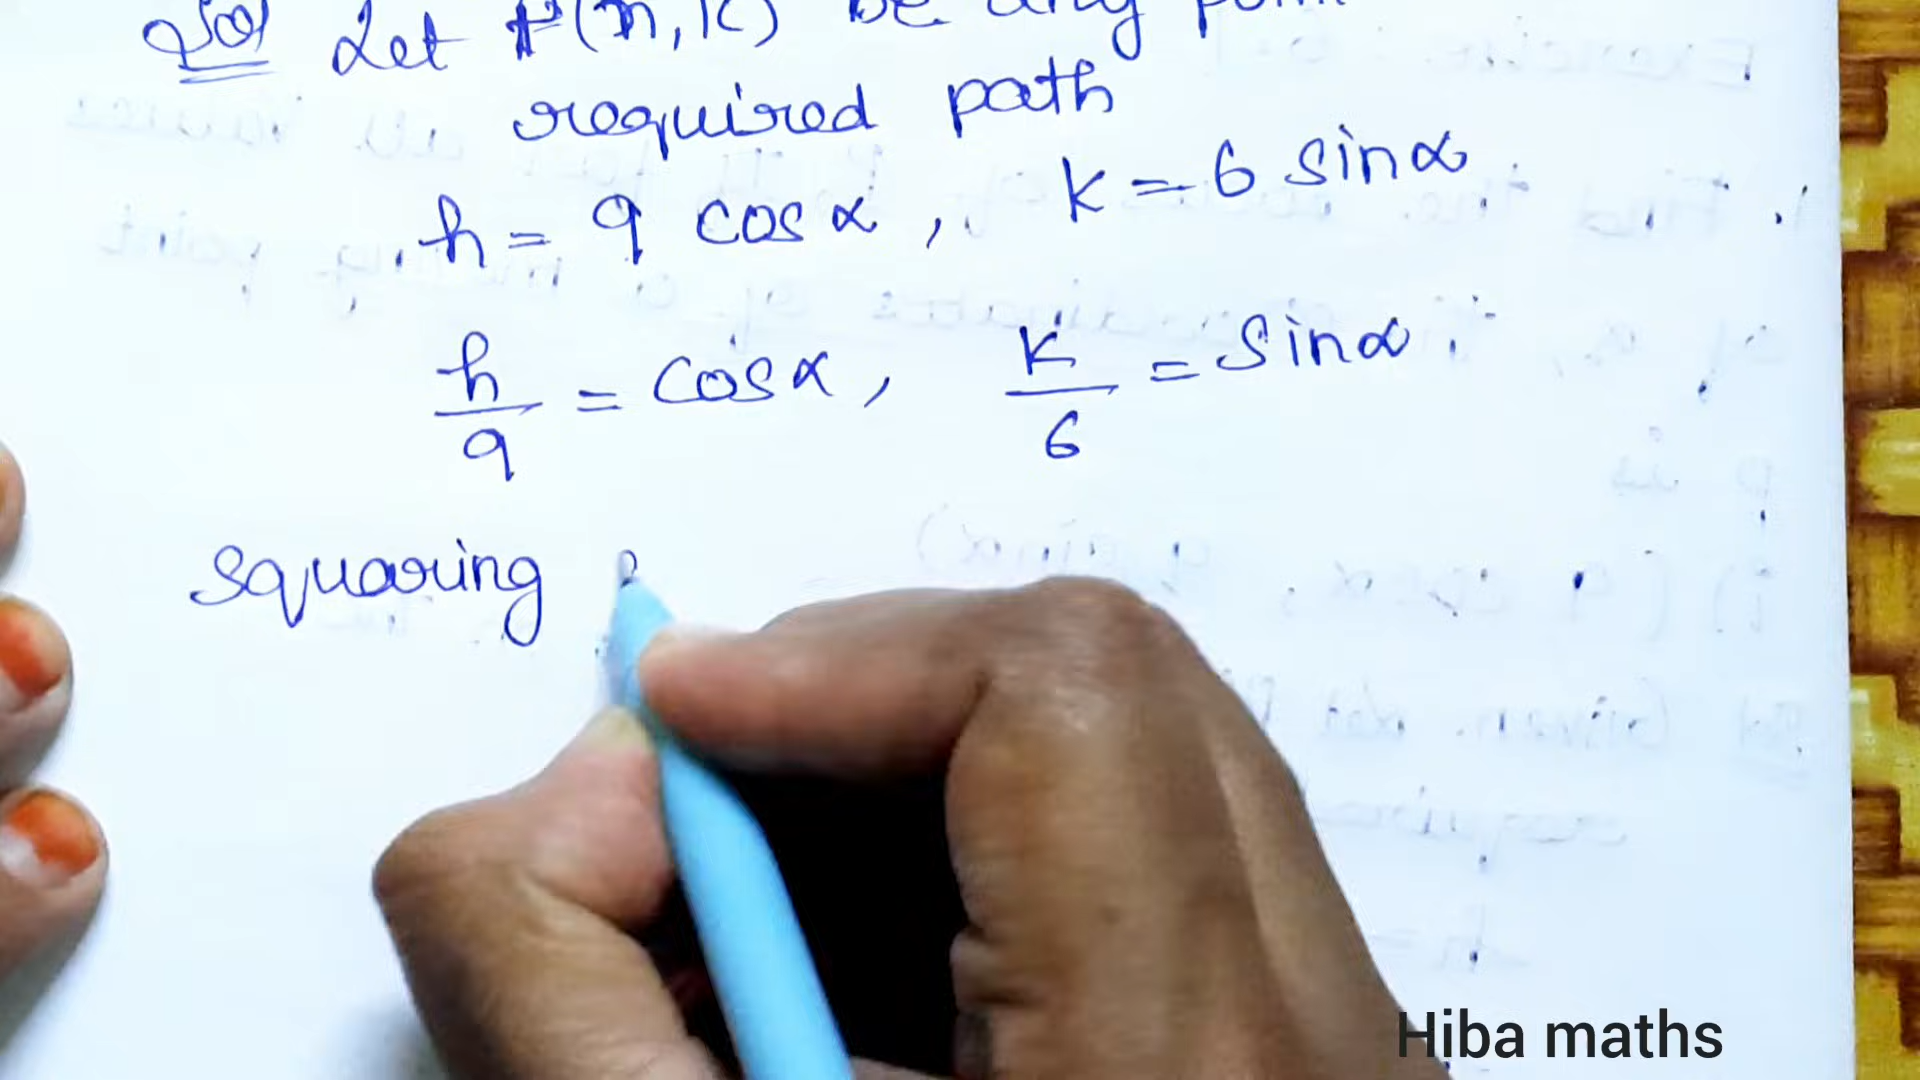 Sol Let P(h, k) be any point
required path
h = 9 cos α , k = 6 sin α
h/9 = cos α , k/6 = sin α .
squaring
Hiba maths